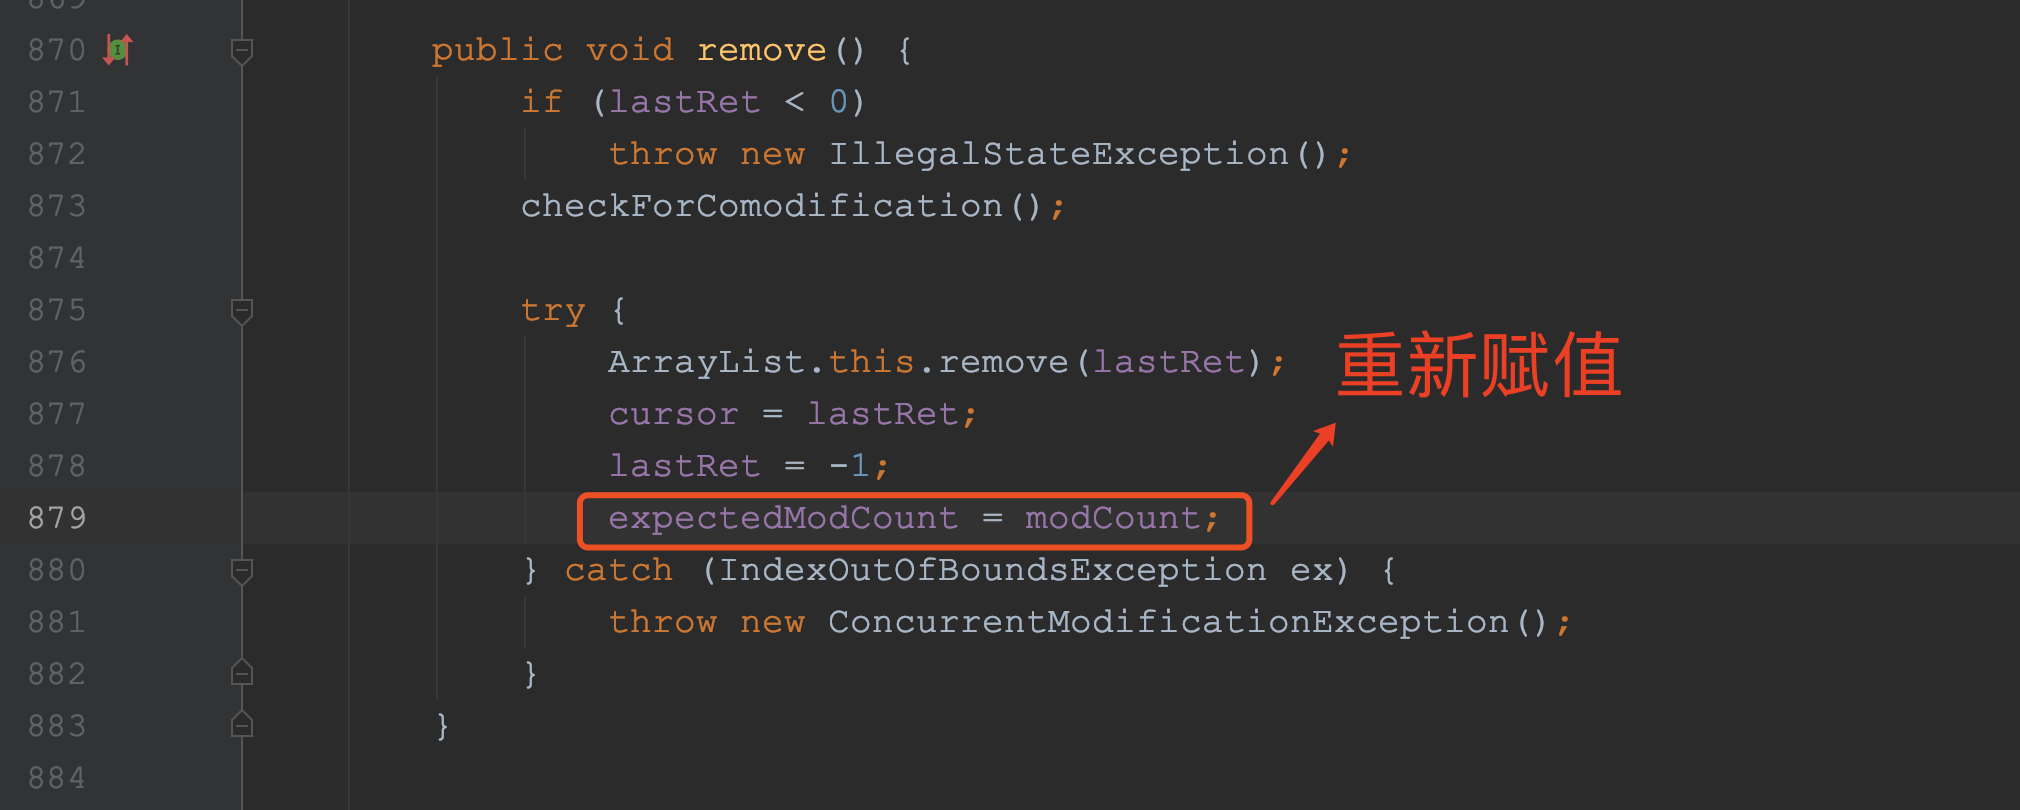 869
870 public void remove() {
871 if (lastRet < 0)
872 throw new IllegalStateException();
873 checkForComodification();
874
875 try {
876 ArrayList.this.remove(lastRet);
重新赋值
877 cursor = lastRet;
878 lastRet = -1;
879 expectedModCount = modCount;
880 } catch (IndexOutOfBoundsException ex) {
881 throw new ConcurrentModificationException();
882 }
883 }
884